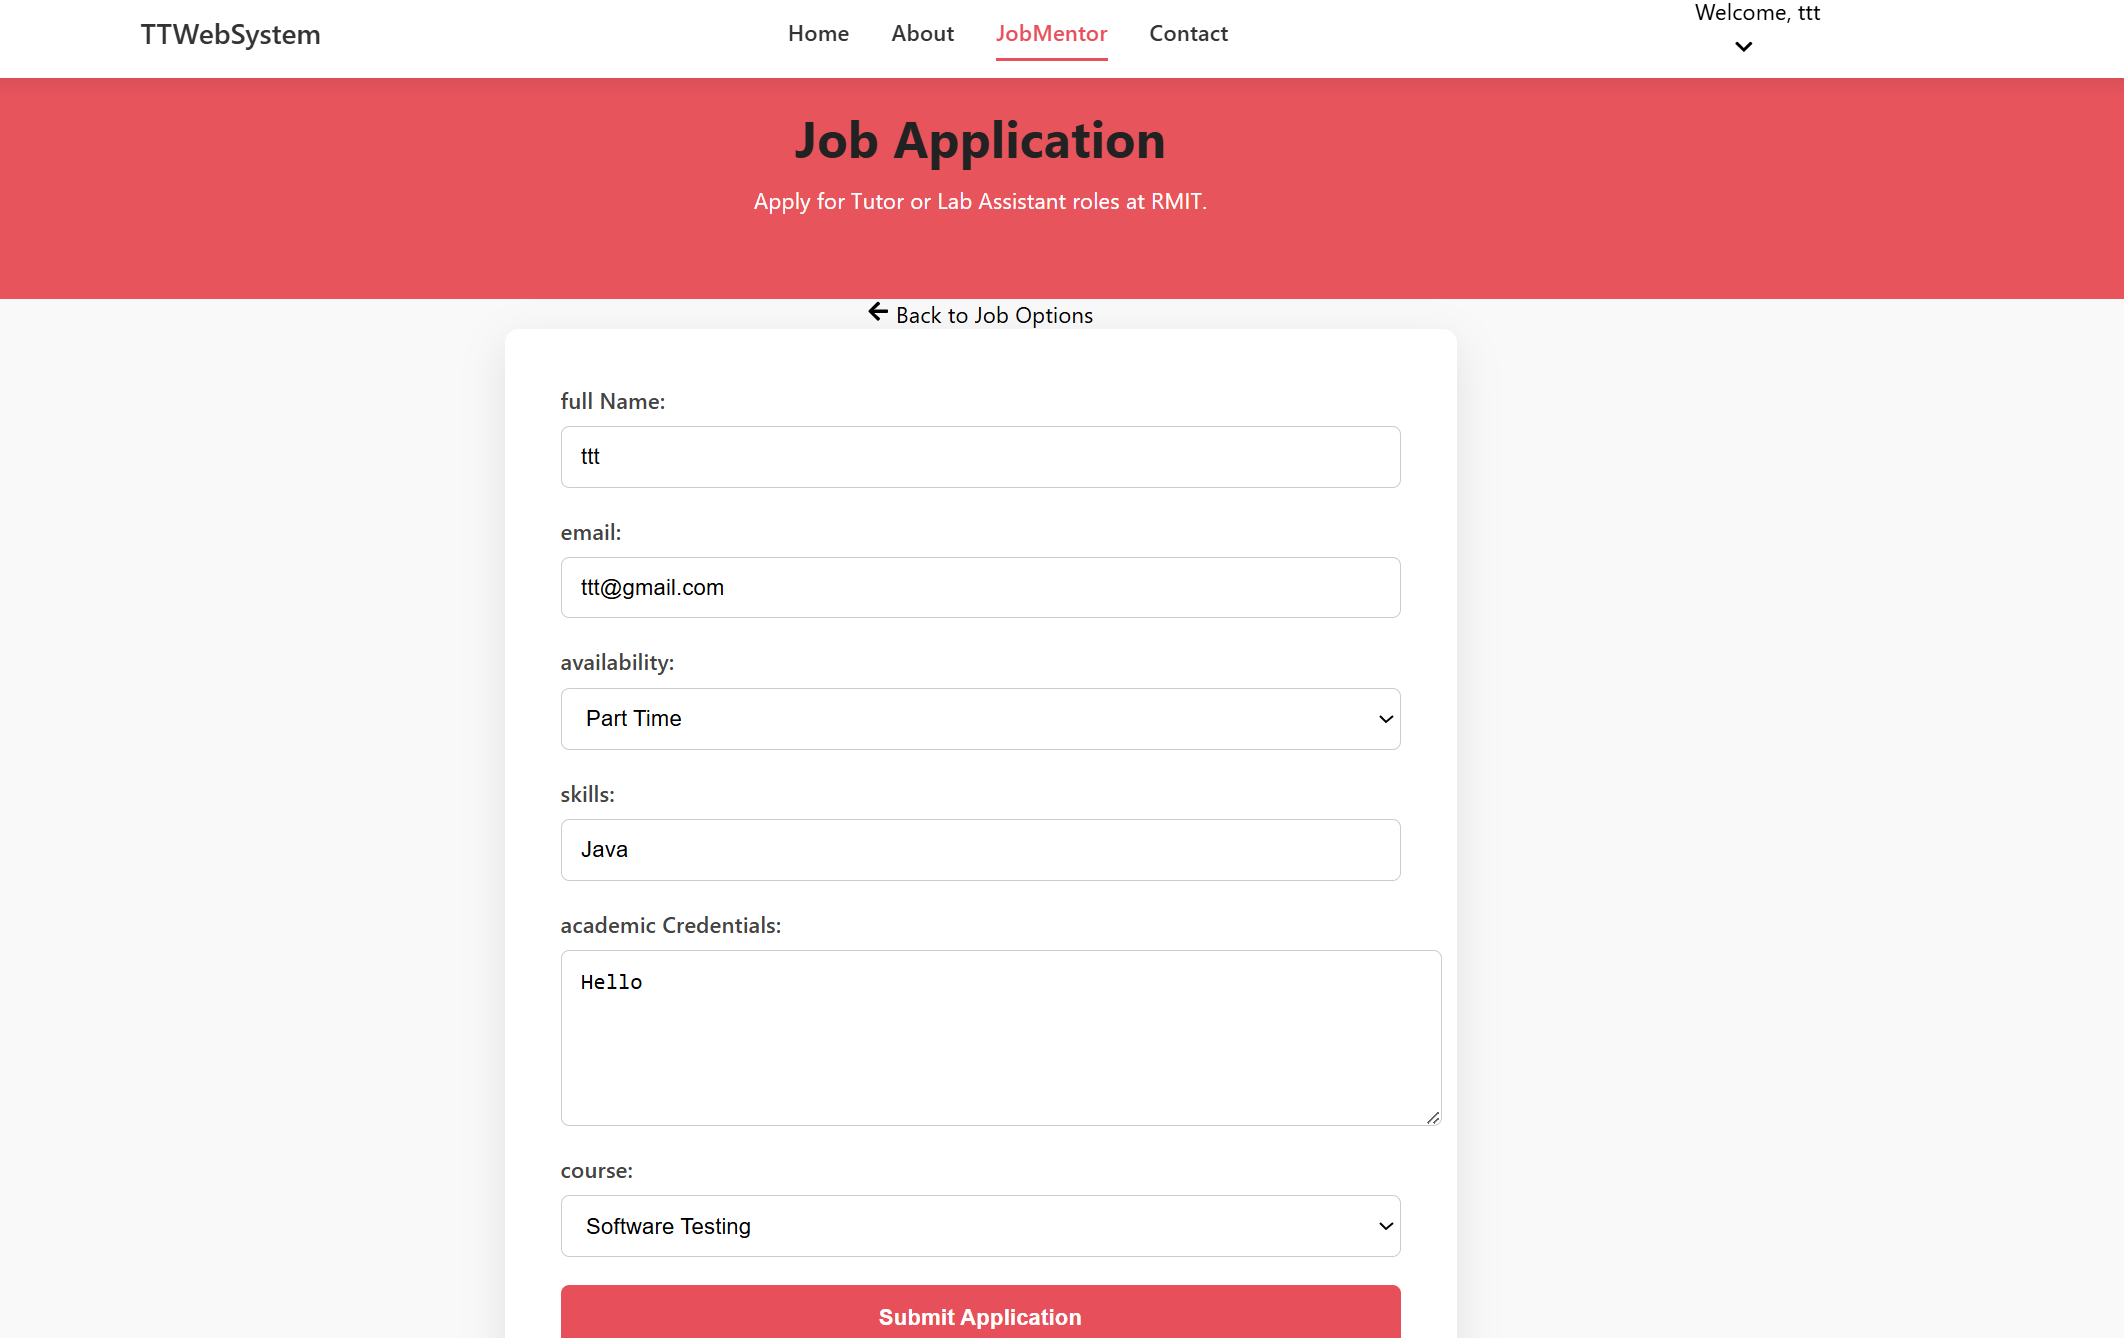 TTWebSystem
Home About JobMentor Contact
Welcome, ttt
Job Application
Apply for Tutor or Lab Assistant roles at RMIT.
Back to Job Options
full Name:
ttt
email:
ttt@gmail.com
availability:
Part Time
skills:
Java
academic Credentials:
Hello
course:
Software Testing
Submit Application